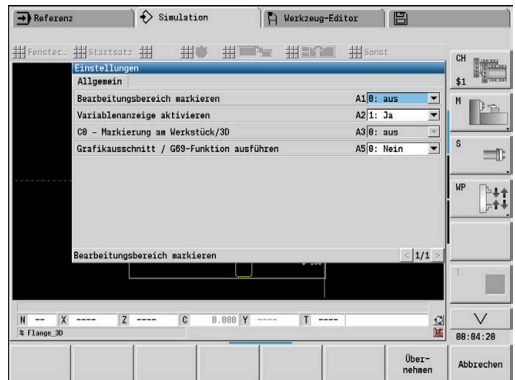 Referenz Simulation Werkzeug-Editor
Fenster.. Startsatz Sonst
Einstellungen
Allgemein
Bearbeitungsbereich markieren A1 0: aus
Variablenanzeige aktivieren A2 1: Ja
C0 - Markierung am Werkstück/3D A3 0: aus
Grafikausschnitt / G69-Funktion ausführen A5 0: Nein
Bearbeitungsbereich markieren < 1/1 >
N -- X ---- Z ---- C 0.000 Y ---- T ----
% Flange_3D
CH
$1
M
S
WP
T
08:04:20
Über-
nehmen
Abbrechen